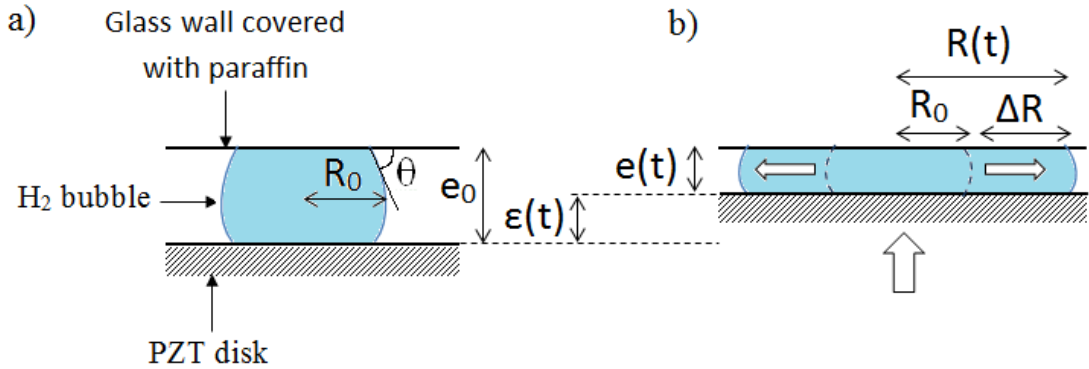 a)
Glass wall covered
with paraffin
R₀
θ
e₀
H₂ bubble
ε(t)
PZT disk
b)
R(t)
R₀
ΔR
e(t)